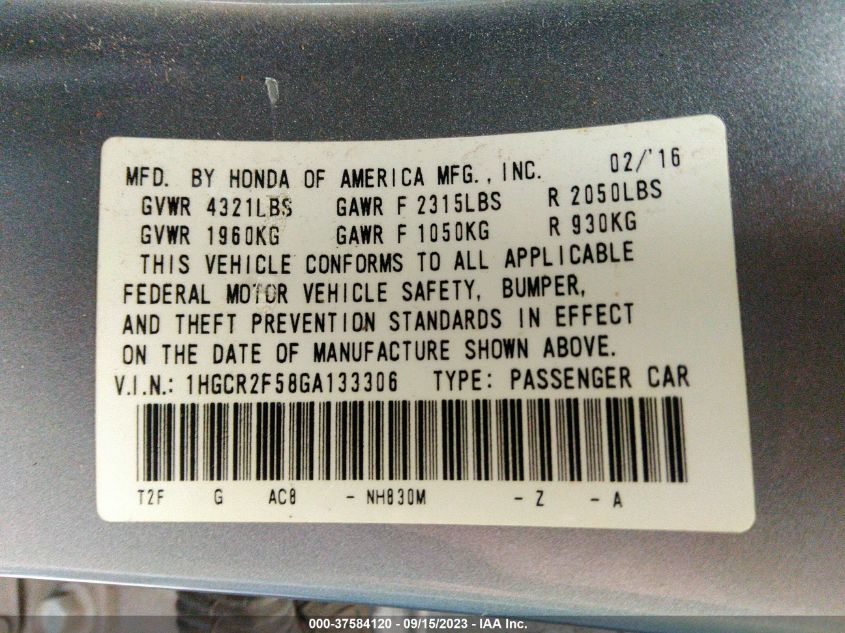 MFD. BY HONDA OF AMERICA MFG., INC. 02/'16
GVWR 4321LBS GAWR F 2315LBS R 2050LBS
GVWR 1960KG GAWR F 1050KG R 930KG
THIS VEHICLE CONFORMS TO ALL APPLICABLE
FEDERAL MOTOR VEHICLE SAFETY, BUMPER,
AND THEFT PREVENTION STANDARDS IN EFFECT
ON THE DATE OF MANUFACTURE SHOWN ABOVE.
V.I.N.: 1HGCR2F58GA133306 TYPE: PASSENGER CAR
T2F G AC8 - NH830M - Z - A
000-37584120 - 09/15/2023 - IAA Inc.